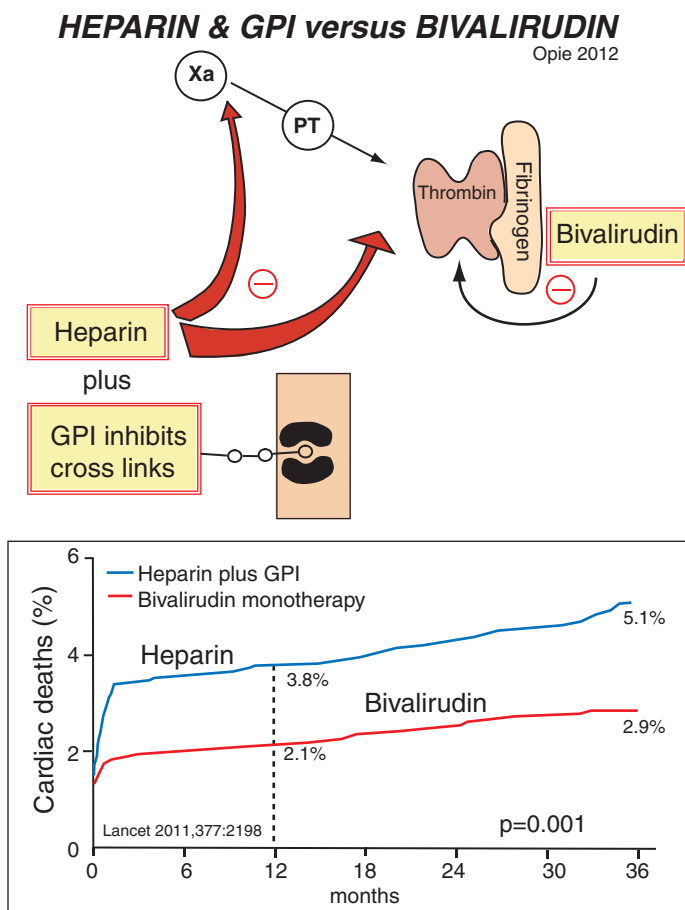 HEPARIN & GPI versus BIVALIRUDIN
Opie 2012
Xa
PT
Thrombin
Fibrinogen
Bivalirudin
Heparin
plus
GPI inhibits
cross links
6
4
2
0
Cardiac deaths (%)
Heparin plus GPI
Bivalirudin monotherapy
Heparin
5.1%
3.8%
Bivalirudin
2.9%
2.1%
Lancet 2011,377:2198
p=0.001
0 6 12 18 24 30 36
months